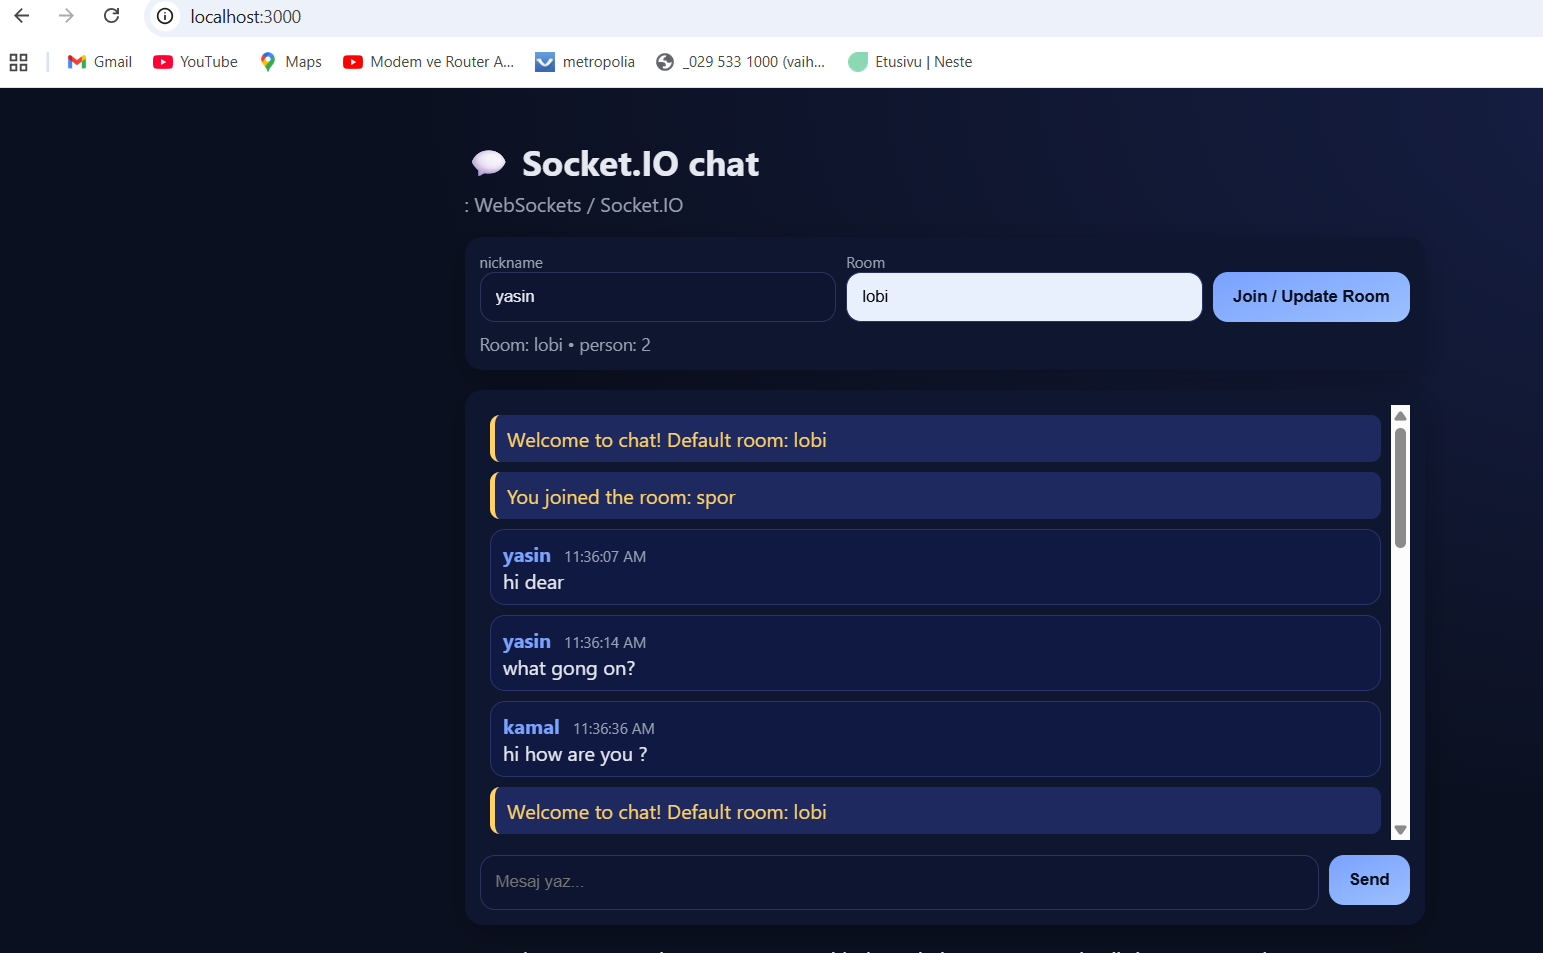 localhost:3000
Gmail YouTube Maps Modem ve Router A... metropolia _029 533 1000 (vaih... Etusivu | Neste
Socket.IO chat
: WebSockets / Socket.IO
nickname Room
yasin lobi Join / Update Room
Room: lobi • person: 2
Welcome to chat! Default room: lobi
You joined the room: spor
yasin 11:36:07 AM
hi dear
yasin 11:36:14 AM
what gong on?
kamal 11:36:36 AM
hi how are you ?
Welcome to chat! Default room: lobi
Mesaj yaz... Send